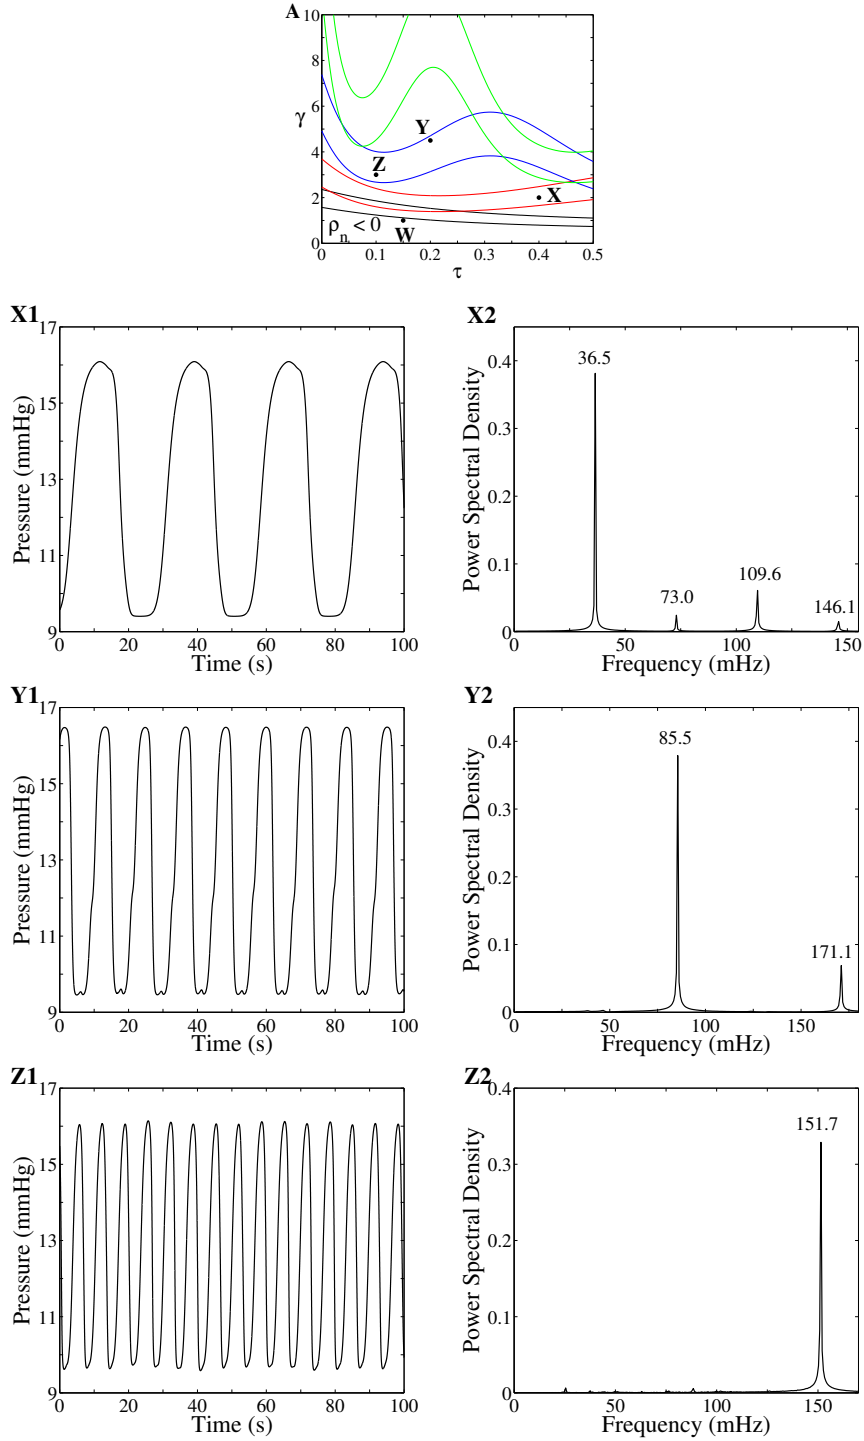 A
10
8
6
4
2
0
γ
Y
Z
X
W
ρn < 0
0 0.1 0.2 0.3 0.4 0.5
τ
X1
17
15
13
11
9
Pressure (mmHg)
0 20 40 60 80 100
Time (s)
X2
0.4
0.3
0.2
0.1
0
Power Spectral Density
36.5
73.0
109.6
146.1
0 50 100 150
Frequency (mHz)
Y1
17
15
13
11
9
Pressure (mmHg)
0 20 40 60 80 100
Time (s)
Y2
0.4
0.3
0.2
0.1
0
Power Spectral Density
85.5
171.1
0 50 100 150
Frequency (mHz)
Z1
17
15
13
11
9
Pressure (mmHg)
0 20 40 60 80 100
Time (s)
Z2
0.4
0.3
0.2
0.1
0
Power Spectral Density
151.7
0 50 100 150
Frequency (mHz)